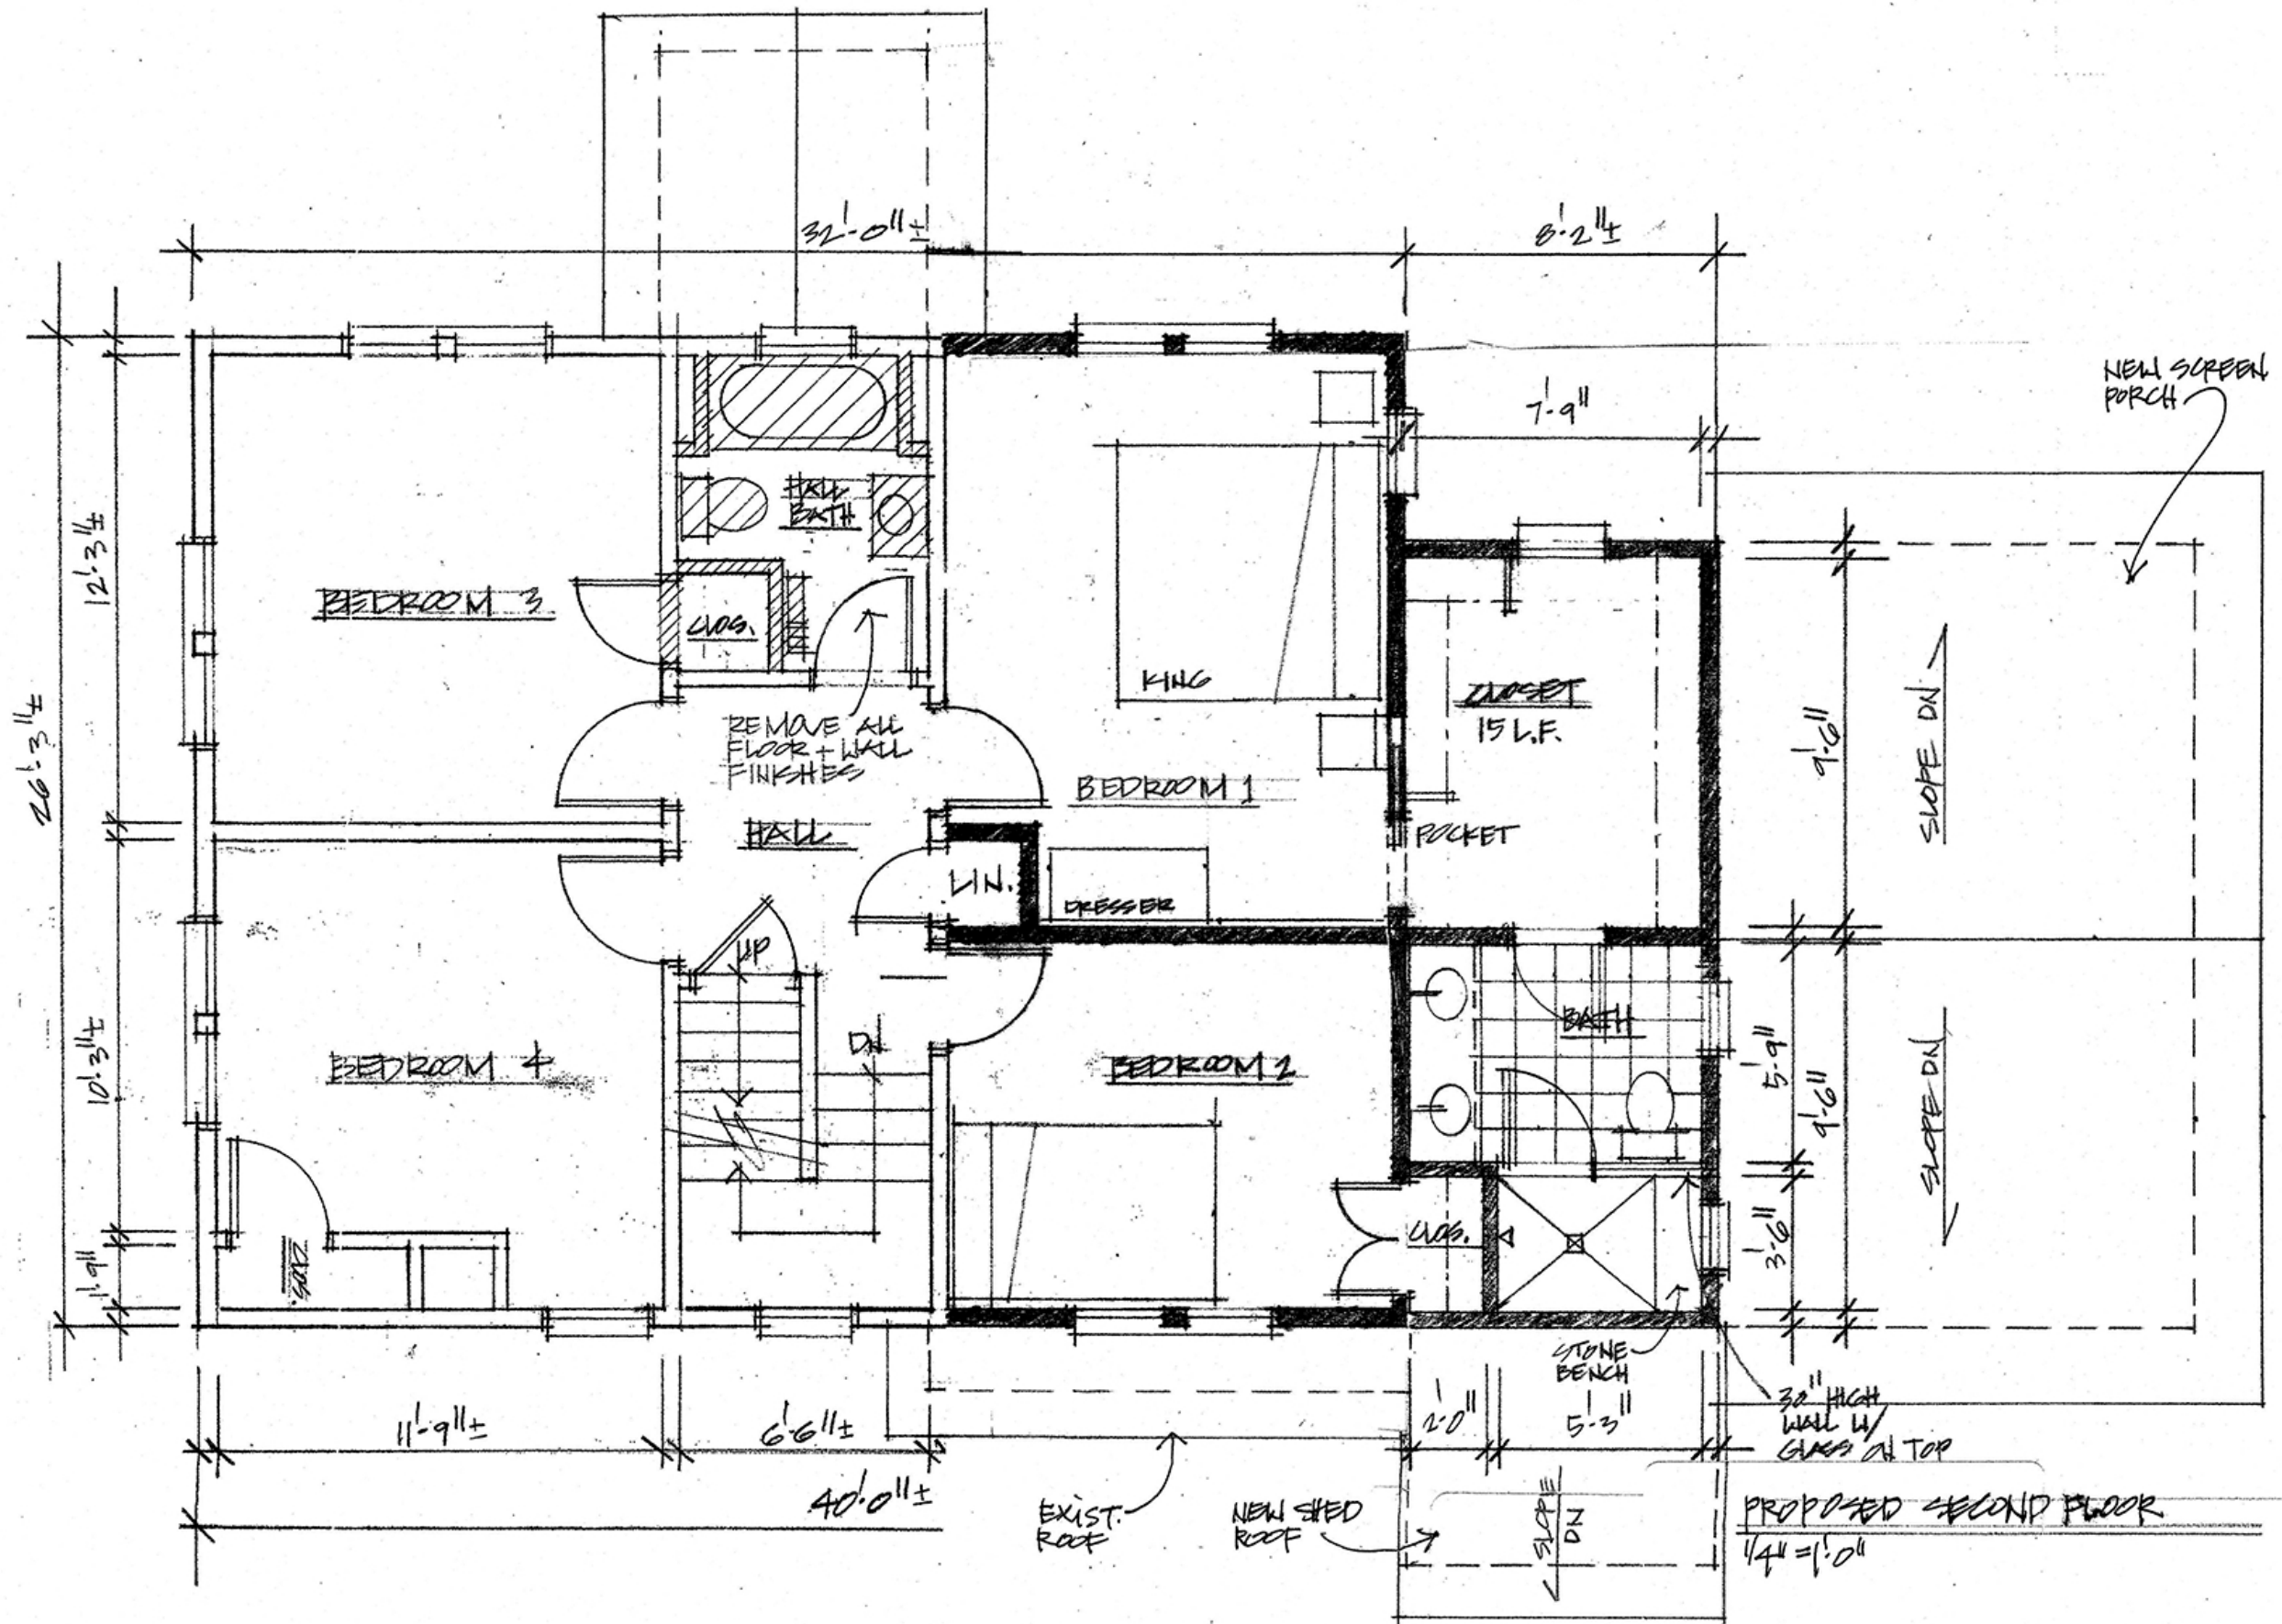 32'-0"±
8'-2"±
NEW SCREEN
PORCH
7'-9"
HALL
BATH
12'-3"±
BEDROOM 3
CLOS.
KING
CLOSET
15 L.F.
SLOPE DN
REMOVE ALL
FLOOR + WALL
FINISHES
26'-3"±
9'-6"
BEDROOM 1
HALL
POCKET
LIN.
DRESSER
UP
DN
BATH
10'-3"±
BEDROOM 4
BEDROOM 2
5'-9"
9'-6"
SLOPE DN
CLOS.
CLOS.
3'-6"
1'-9"
STONE
BENCH
30" HIGH
WALL W/
GLASS ON TOP
11'-9"±
6'-6"±
2'-0"
5'-3"
40'-0"±
EXIST.
ROOF
NEW SHED
ROOF
SLOPE
DN
PROPOSED SECOND FLOOR
1/4" = 1'-0"